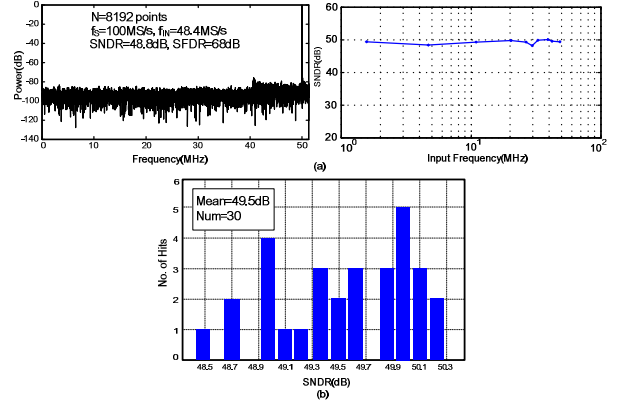 N=8192 points
fS=100MS/s, fIN=48.4MS/s
SNDR=48.8dB, SFDR=68dB
Power(dB)
0
-20
-40
-60
-80
-100
-120
-140
0 10 20 30 40 50
Frequency(MHz)
SNDR(dB)
60
50
40
30
20
10^0 10^1 10^2
Input Frequency(MHz)
(a)
Mean=49.5dB
Num=30
No. of Hits
6
5
4
3
2
1
0
48.5 48.7 48.9 49.1 49.3 49.5 49.7 49.9 50.1 50.3
SNDR(dB)
(b)